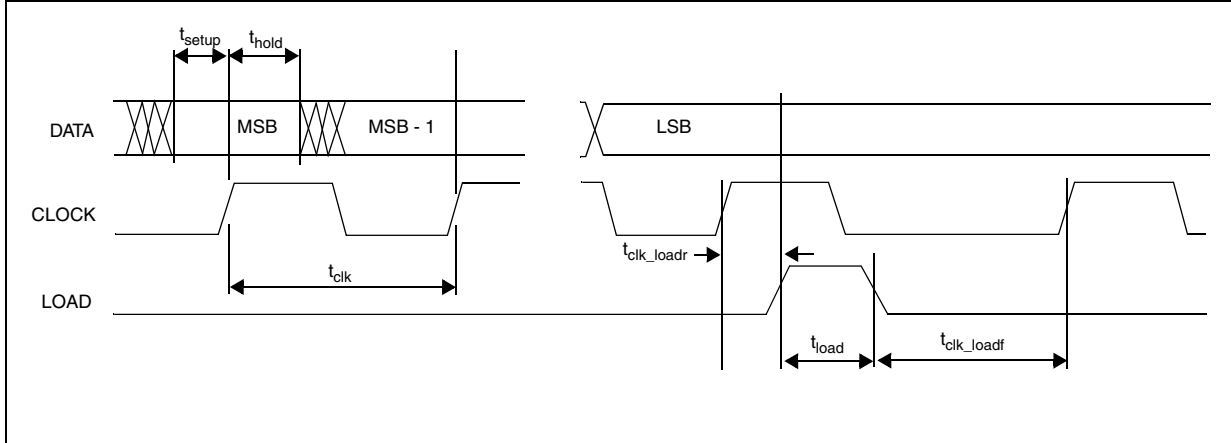 tsetup thold
DATA MSB MSB - 1 LSB
CLOCK
tclk_loadr
tclk
LOAD
tload tclk_loadf